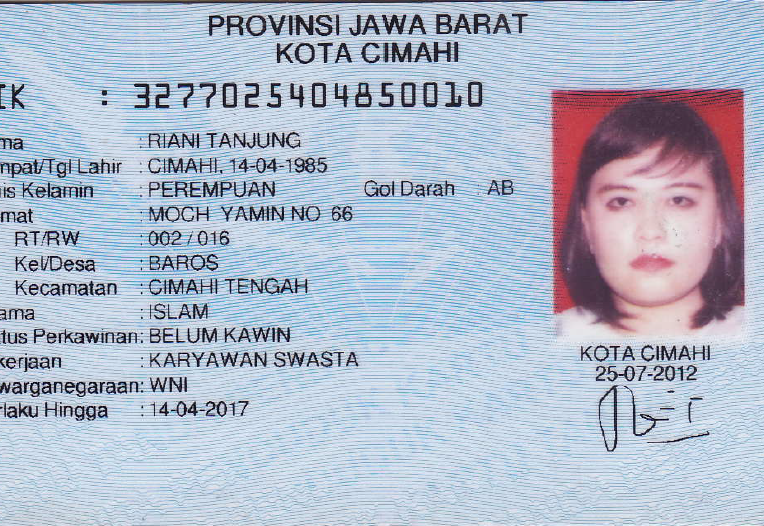 PROVINSI JAWA BARAT
KOTA CIMAHI
IK : 3277025404850010
ma : RIANI TANJUNG
mpat/Tgl Lahir : CIMAHI, 14-04-1985
is Kelamin : PEREMPUAN Gol Darah : AB
mat : MOCH YAMIN NO 66
RT/RW : 002 / 016
Kel/Desa : BAROS
Kecamatan : CIMAHI TENGAH
ama : ISLAM
tus Perkawinan: BELUM KAWIN
kerjaan : KARYAWAN SWASTA
warganegaraan: WNI
rlaku Hingga : 14-04-2017
KOTA CIMAHI
25-07-2012